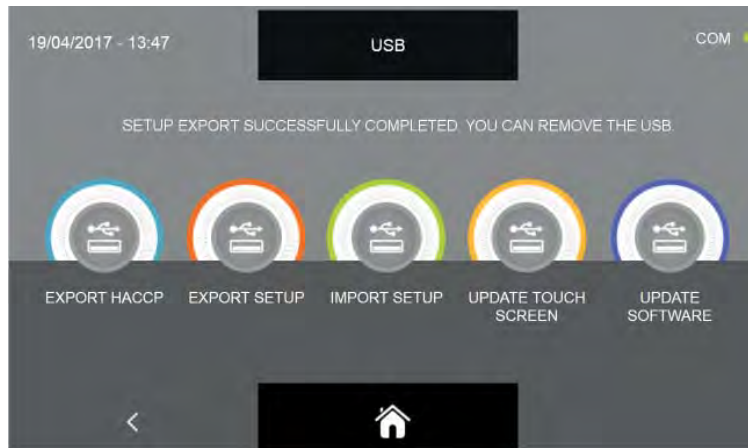 19/04/2017 - 13:47
USB
COM
SETUP EXPORT SUCCESSFULLY COMPLETED. YOU CAN REMOVE THE USB.
EXPORT HACCP
EXPORT SETUP
IMPORT SETUP
UPDATE TOUCH
SCREEN
UPDATE
SOFTWARE